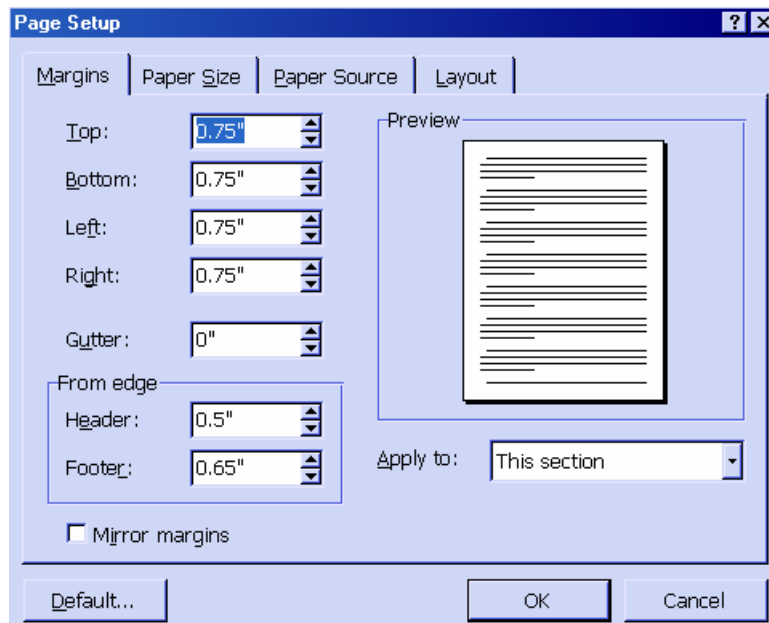 Page Setup
Margins Paper Size Paper Source Layout
Top: 0.75"
Bottom: 0.75"
Left: 0.75"
Right: 0.75"
Gutter: 0"
From edge
Header: 0.5"
Footer: 0.65"
Mirror margins
Preview
Apply to: This section
Default... OK Cancel